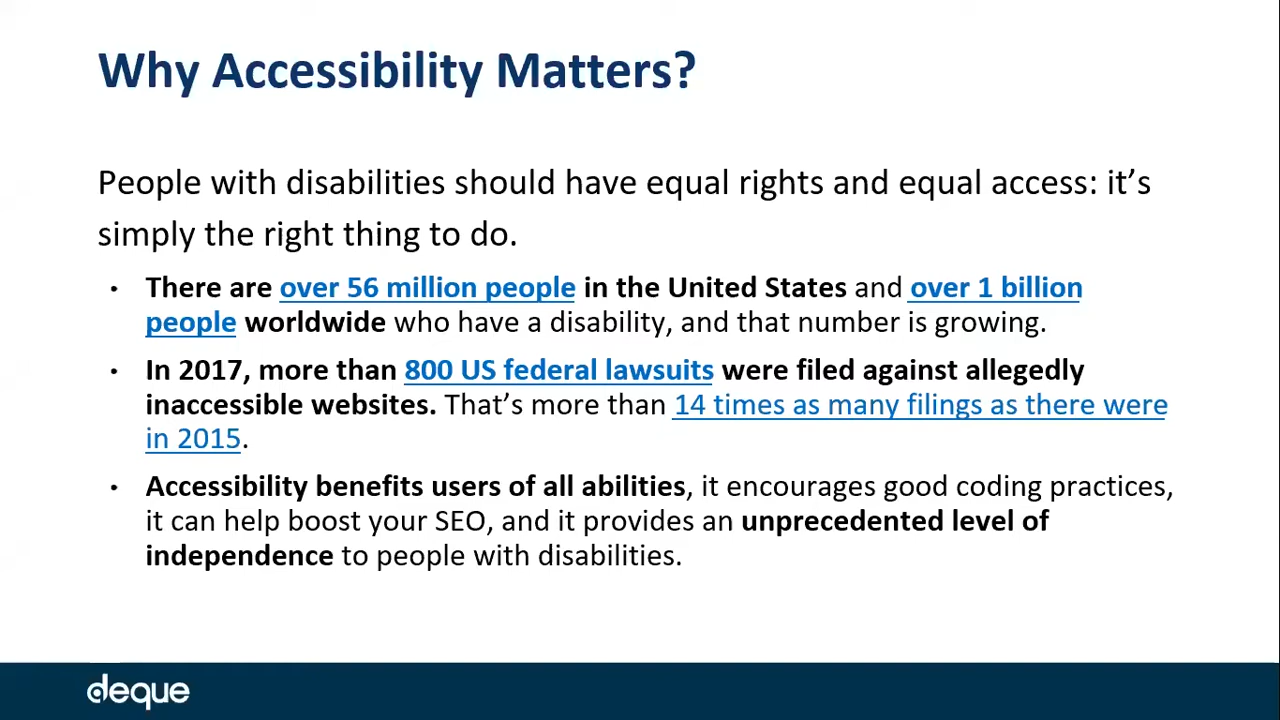 Why Accessibility Matters?
People with disabilities should have equal rights and equal access: it’s
simply the right thing to do.
• There are over 56 million people in the United States and over 1 billion
people worldwide who have a disability, and that number is growing.
• In 2017, more than 800 US federal lawsuits were filed against allegedly
inaccessible websites. That’s more than 14 times as many filings as there were
in 2015.
• Accessibility benefits users of all abilities, it encourages good coding practices,
it can help boost your SEO, and it provides an unprecedented level of
independence to people with disabilities.
deque